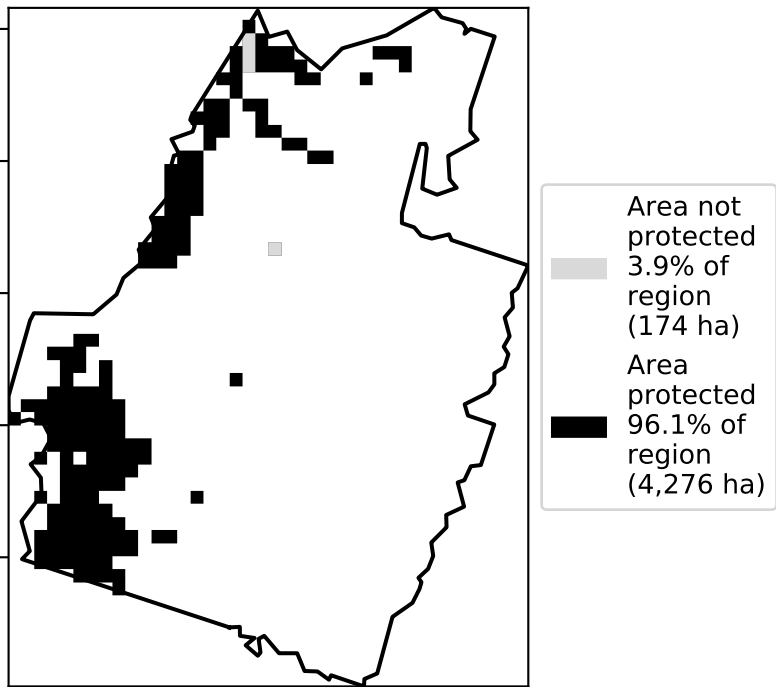 Area not
protected
3.9% of
region
(174 ha)
Area
protected
96.1% of
region
(4,276 ha)